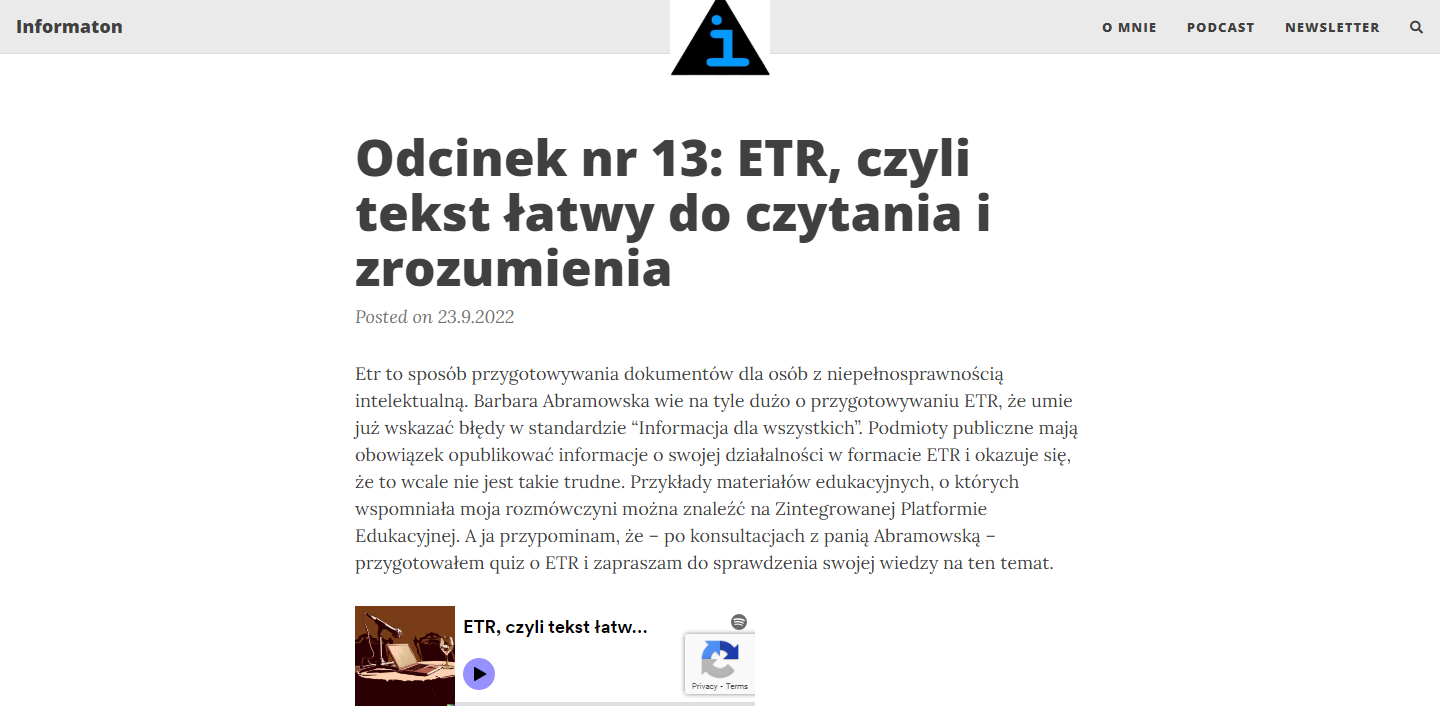 Informaton
i
O MNIE
PODCAST
NEWSLETTER
Odcinek nr 13: ETR, czyli
tekst łatwy do czytania i
zrozumienia
Posted on 23.9.2022
Etr to sposób przygotowywania dokumentów dla osób z niepełnosprawnością
intelektualną. Barbara Abramowska wie na tyle dużo o przygotowywaniu ETR, że umie
już wskazać błędy w standardzie “Informacja dla wszystkich”. Podmioty publiczne mają
obowiązek opublikować informacje o swojej działalności w formacie ETR i okazuje się,
że to wcale nie jest takie trudne. Przykłady materiałów edukacyjnych, o których
wspomniała moja rozmówczyni można znaleźć na Zintegrowanej Platformie
Edukacyjnej. A ja przypominam, że – po konsultacjach z panią Abramowską –
przygotowałem quiz o ETR i zapraszam do sprawdzenia swojej wiedzy na ten temat.
ETR, czyli tekst łatw...
Privacy - Terms